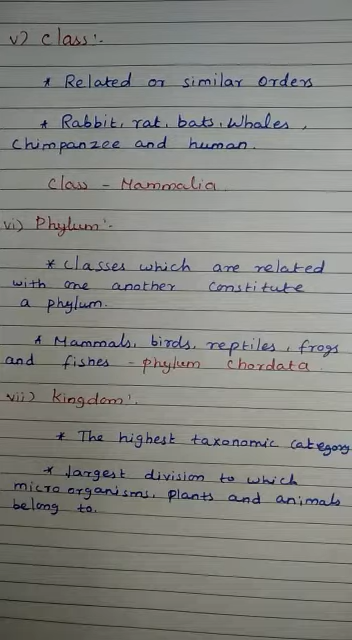 v) Class:-
* Related or similar orders
* Rabbit, rat, bats, Whales,
Chimpanzee and human.
Class - Mammalia
vi) Phylum:-
* Classes which are related
with one another constitute
a phylum.
* Mammals, birds, reptiles, frogs
and fishes - phylum chordata.
vii) Kingdom:
* The highest taxonomic category
* largest division to which
micro organisms, plants and animals
belong to.